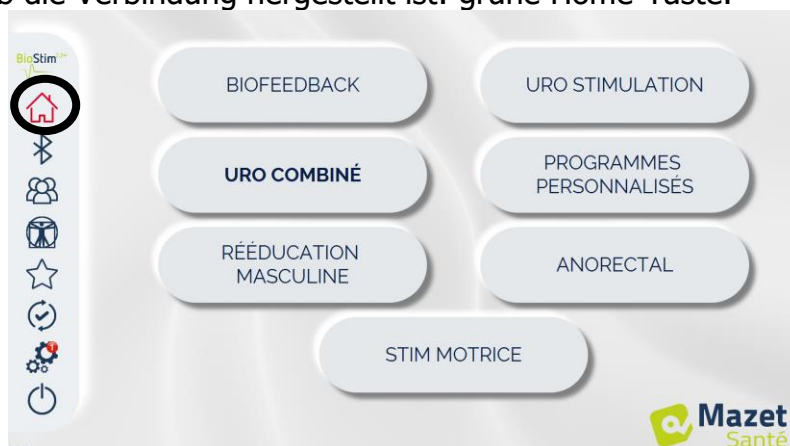 die Verbindung hergestellt ist: grüne Home-Taste.
BioStim
BIOFEEDBACK
URO STIMULATION
URO COMBINÉ
PROGRAMMES
PERSONNALISÉS
RÉÉDUCATION
MASCULINE
ANORECTAL
STIM MOTRICE
Mazet
Santé